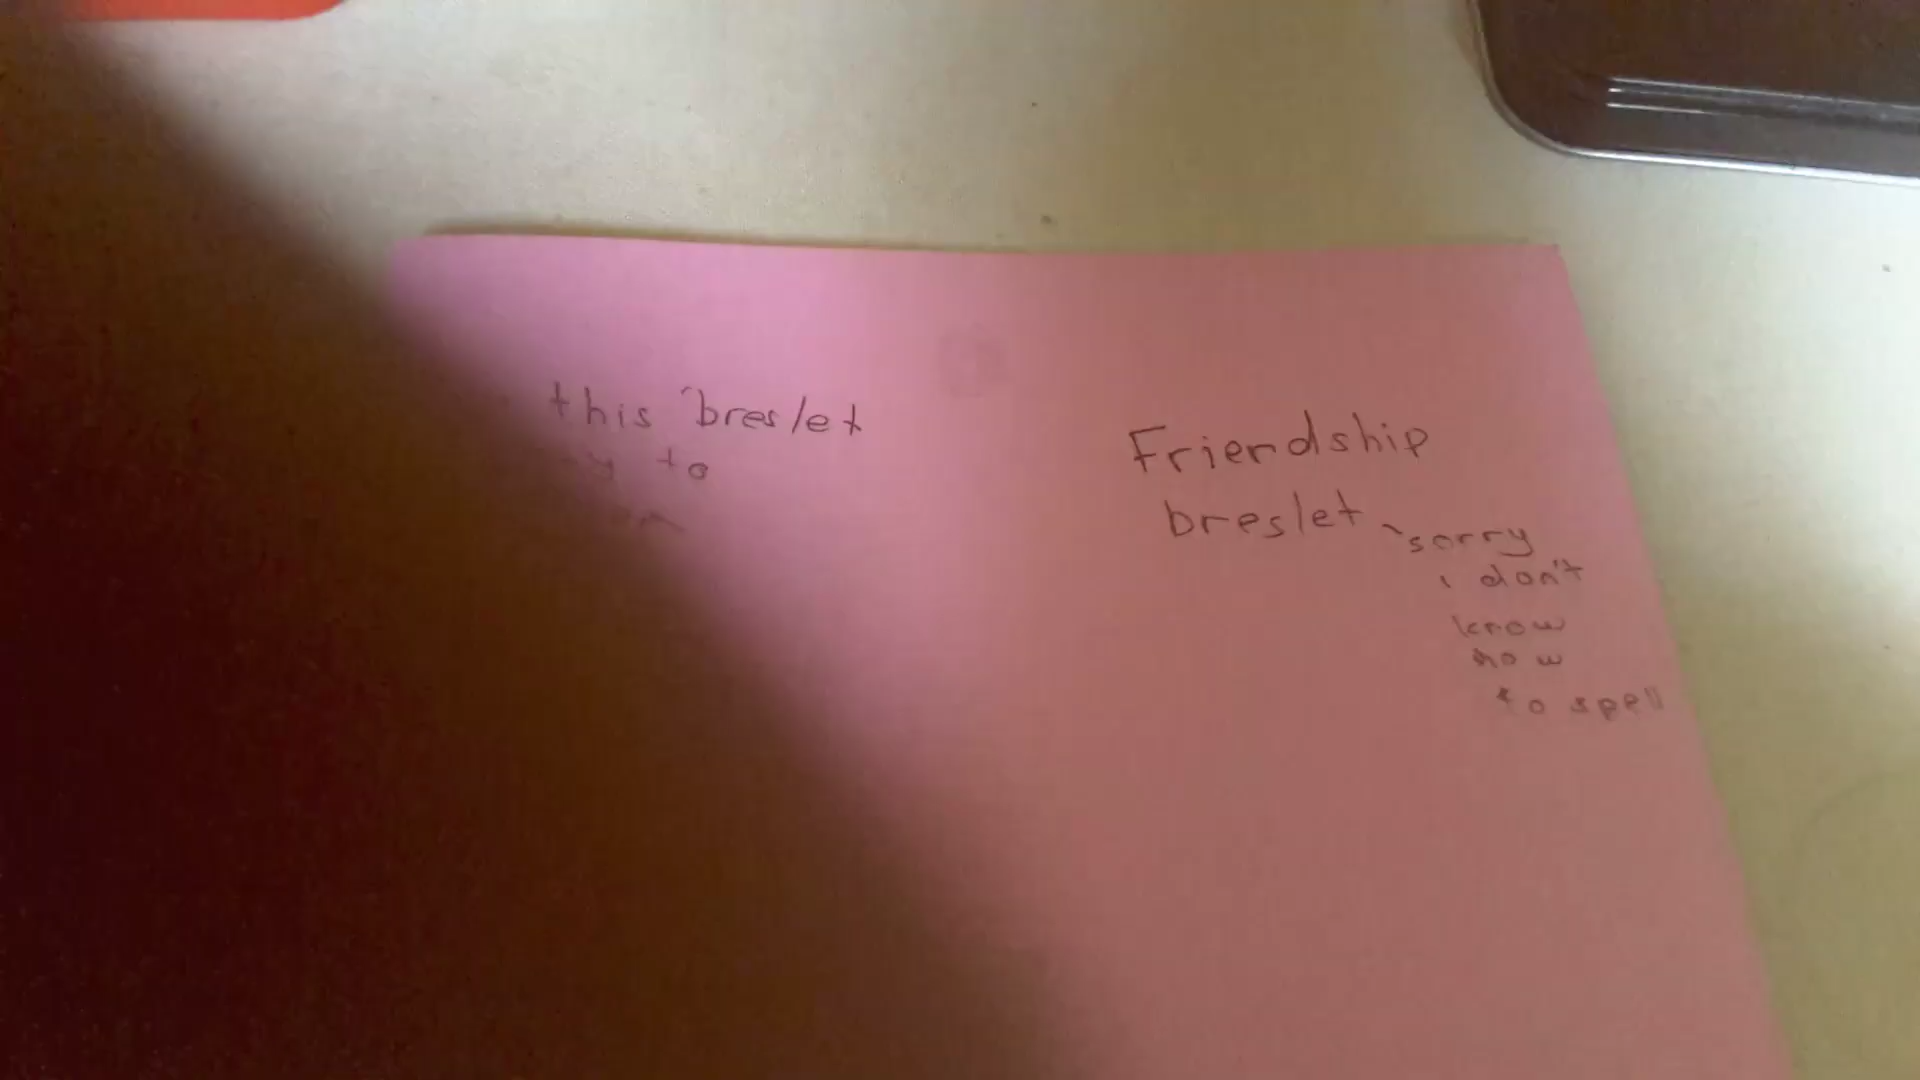 this breslet
to
Friendship
breslet
sorry
i don't
know
how
to spell